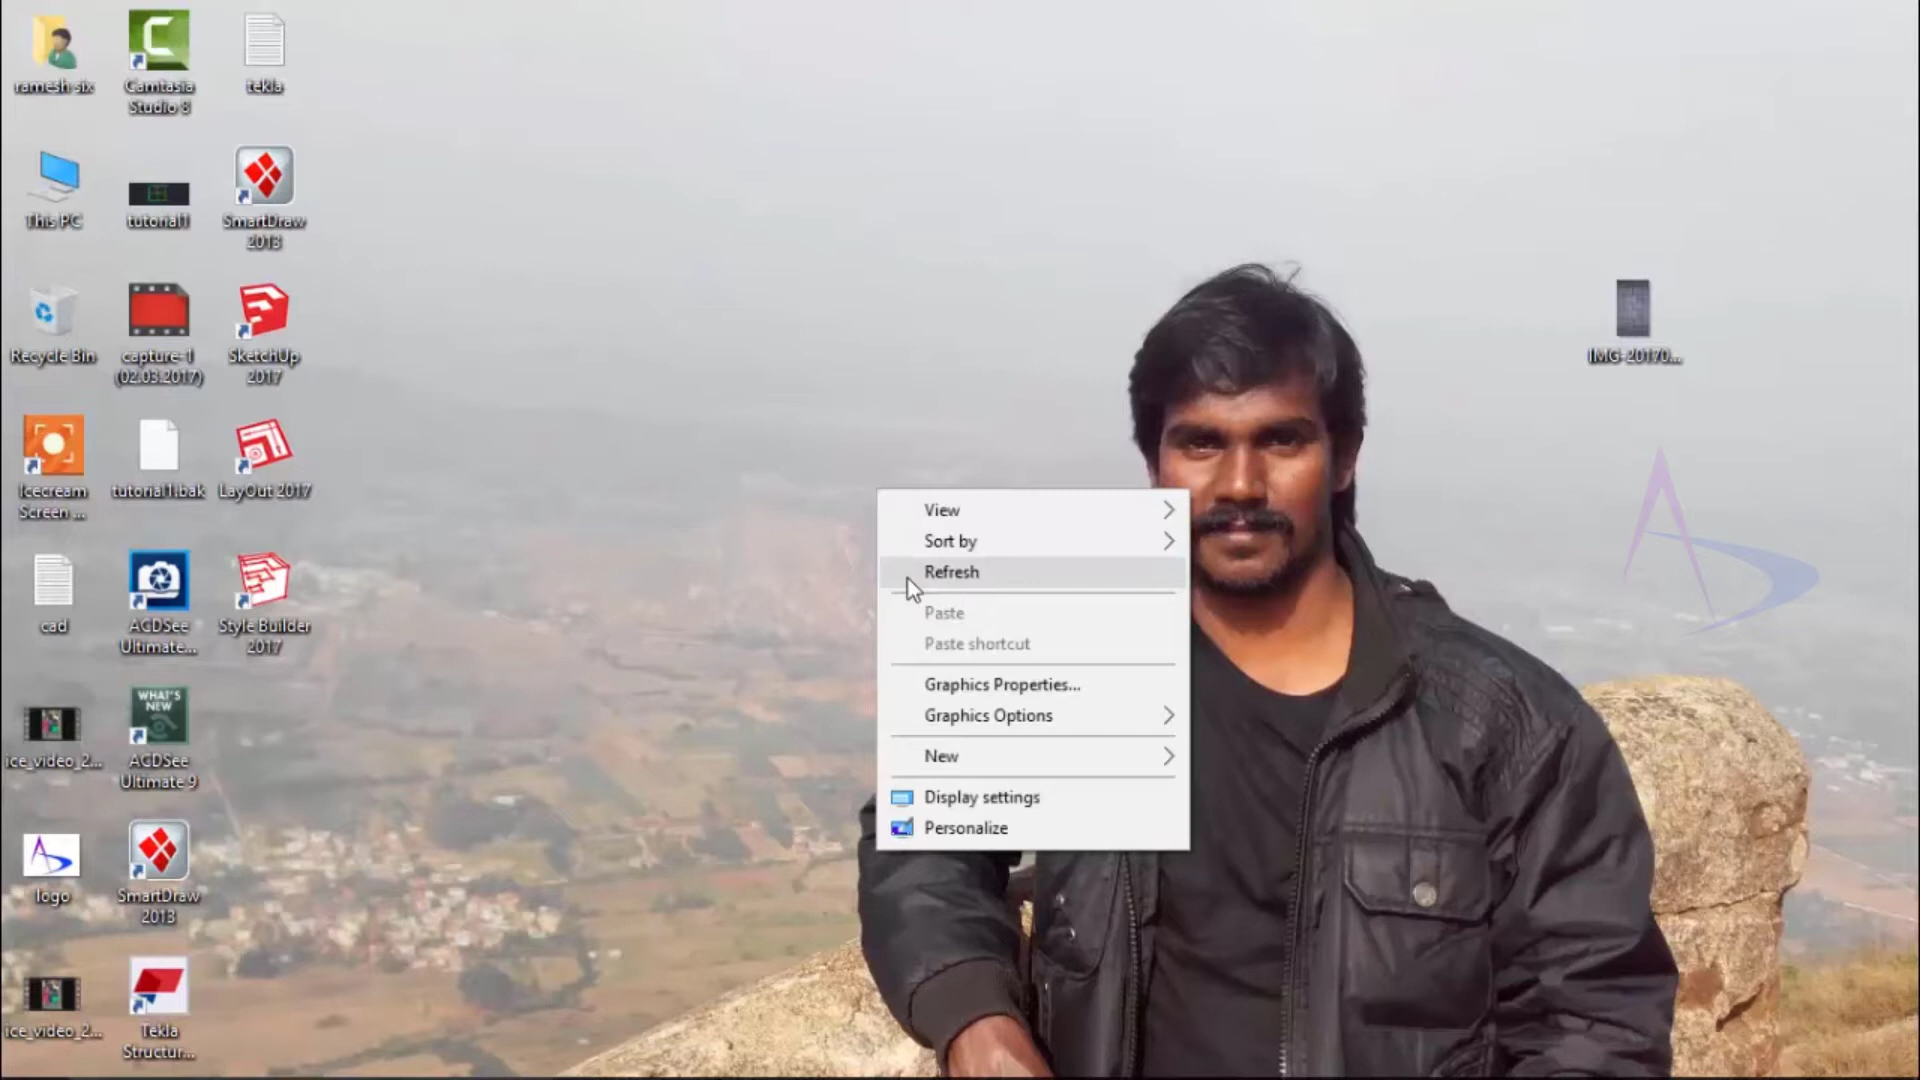 ramesh six
Camtasia
Studio 8
tekla
This PC
tutorial1
SmartDraw
2013
Recycle Bin
capture-1
(02.03.2017)
SketchUp
2017
IMG-20170...
Icecream
Screen ...
tutorial1.bak
LayOut 2017
cad
ACDSee
Ultimate...
Style Builder
2017
WHAT'S
NEW
ice_video_2...
ACDSee
Ultimate 9
logo
SmartDraw
2013
ice_video_2...
Tekla
Structur...
View
Sort by
Refresh
Paste
Paste shortcut
Graphics Properties...
Graphics Options
New
Display settings
Personalize